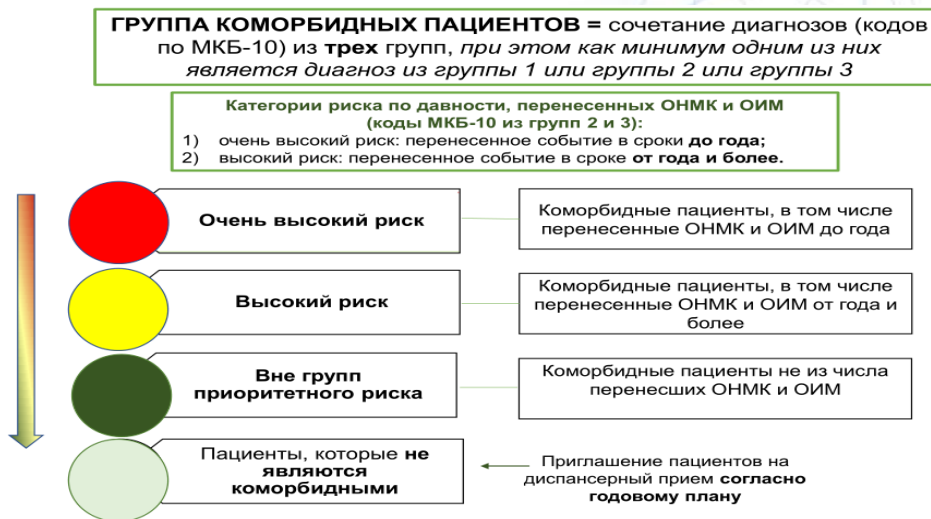 ГРУППА КОМОРБИДНЫХ ПАЦИЕНТОВ = сочетание диагнозов (кодов
по МКБ-10) из трех групп, при этом как минимум одним из них
является диагноз из группы 1 или группы 2 или группы 3
Категории риска по давности, перенесенных ОНМК и ОИМ
(коды МКБ-10 из групп 2 и 3):
1) очень высокий риск: перенесенное событие в сроки до года;
2) высокий риск: перенесенное событие в сроке от года и более.
Очень высокий риск
Коморбидные пациенты, в том числе
перенесенные ОНМК и ОИМ до года
Высокий риск
Коморбидные пациенты, в том числе
перенесенные ОНМК и ОИМ от года и
более
Вне групп
приоритетного риска
Коморбидные пациенты не из числа
перенесших ОНМК и ОИМ
Пациенты, которые не
являются
коморбидными
Приглашение пациентов на
диспансерный прием согласно
годовому плану